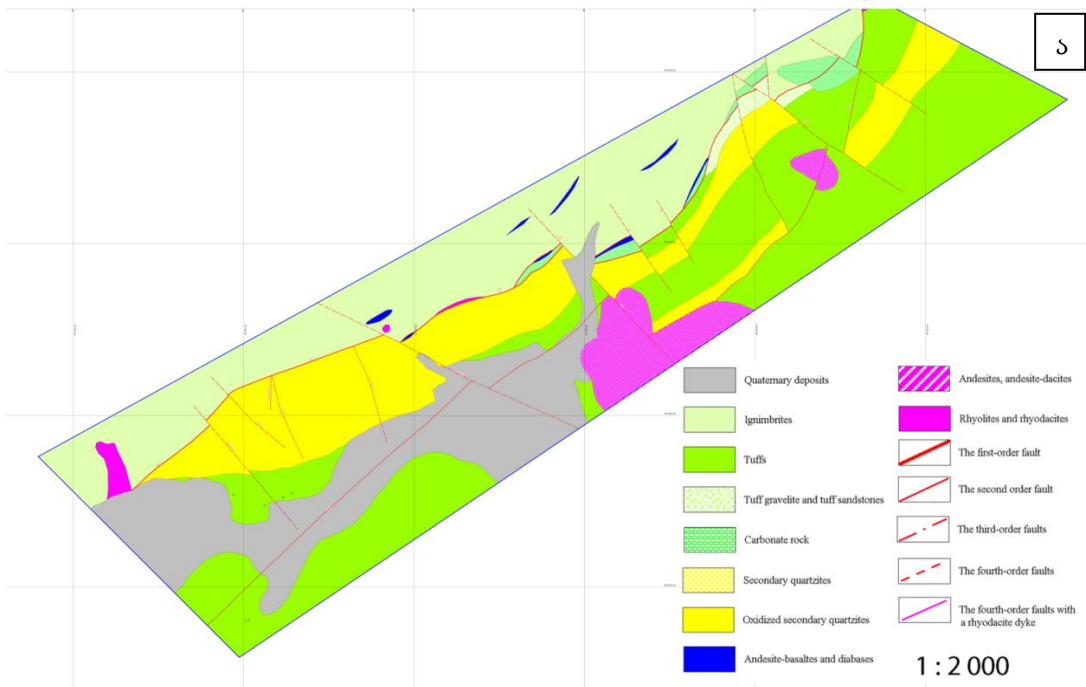 ა
Quaternary deposits
Ignimbrites
Tuffs
Tuff gravelite and tuff sandstones
Carbonate rock
Secondary quartzites
Oxidized secondary quartzites
Andesite-basaltes and diabases
Andesites, andesite-dacites
Rhyolites and rhyodacites
The first-order fault
The second order fault
The third-order faults
The fourth-order faults
The fourth-order faults with
a rhyodacite dyke
1 : 2 000